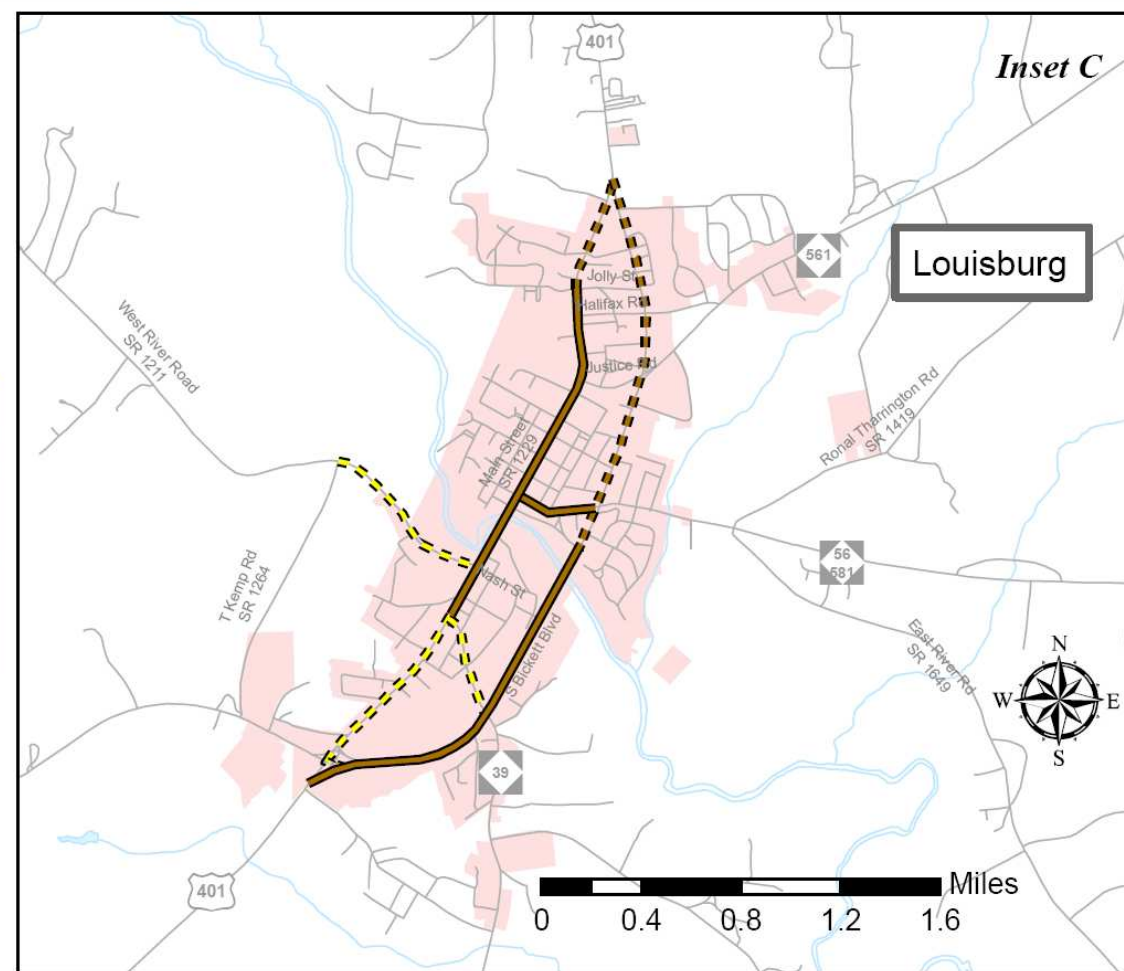 401
Inset C
561
Louisburg
Jolly St
Halifax Rd
West River Road
SR 1211
Justice Rd
Ronal Tharrington Rd
SR 1419
Main Street
SR 1229
56
581
T Kemp Rd
SR 1264
Nash St
S Bickett Blvd
East River Rd
SR 1649
N
W
E
S
39
401
Miles
0 0.4 0.8 1.2 1.6